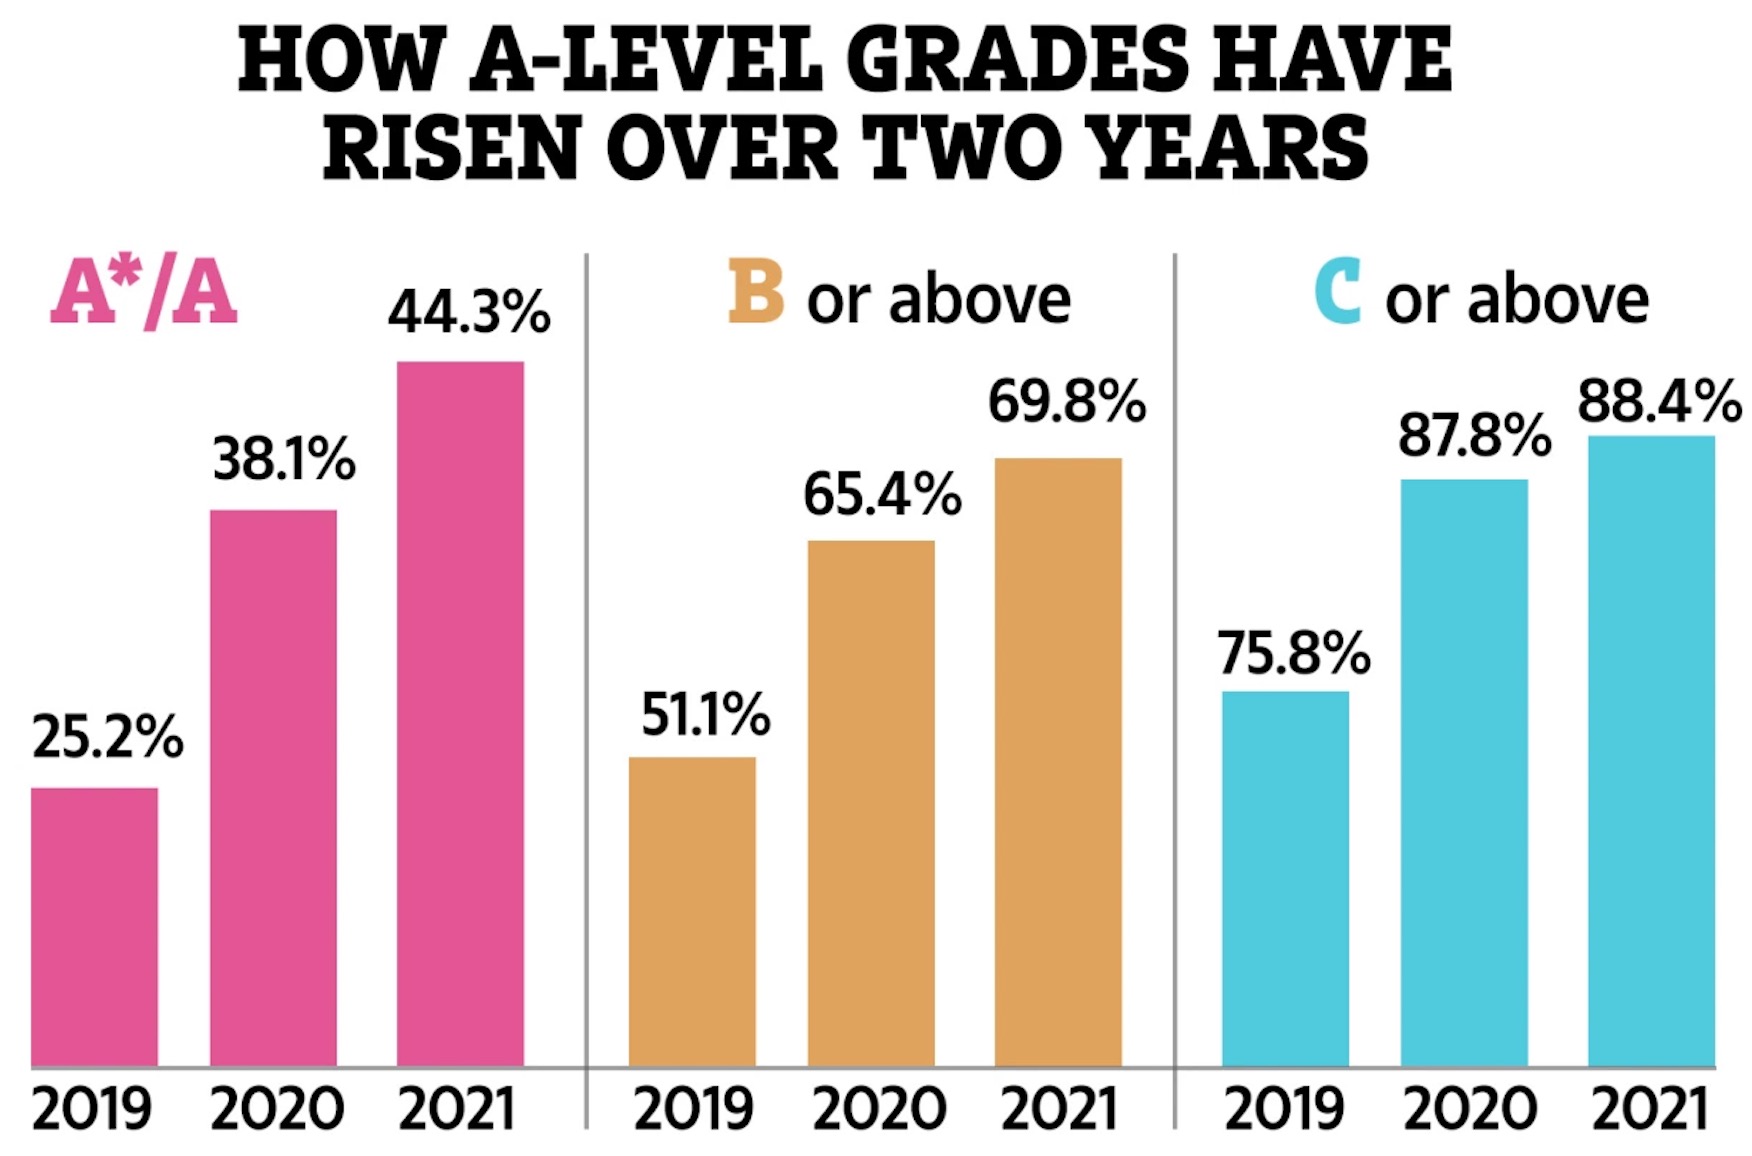 HOW A-LEVEL GRADES HAVE
RISEN OVER TWO YEARS
A*/A
25.2%
38.1%
44.3%
2019 2020 2021
B or above
51.1%
65.4%
69.8%
2019 2020 2021
C or above
75.8%
87.8%
88.4%
2019 2020 2021